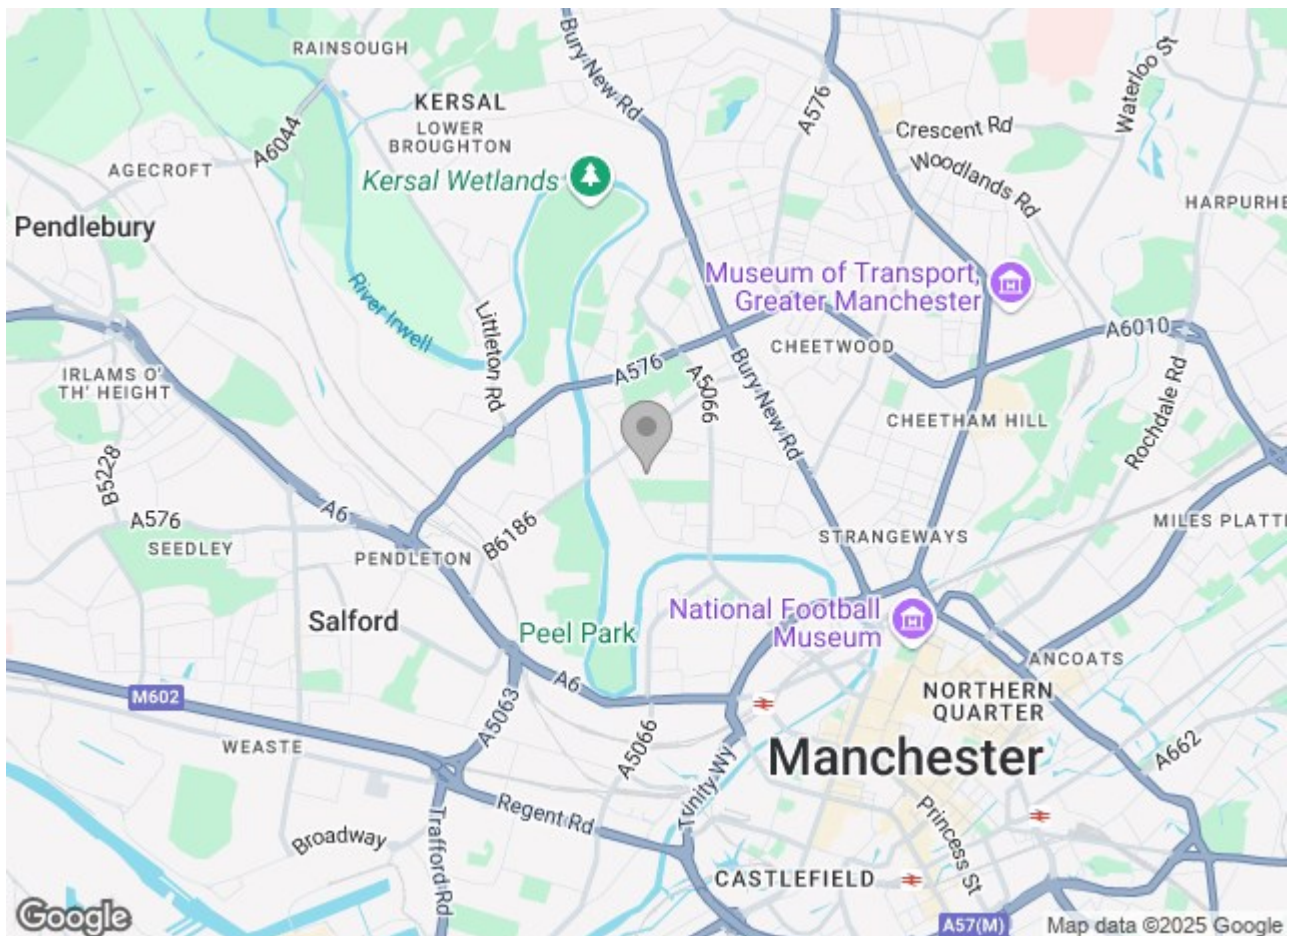 RAINSOUGH
Bury New Rd
KERSAL
LOWER
BROUGHTON
A6044
AGECROFT
Kersal Wetlands
A576
Crescent Rd
Woodlands Rd
Waterloo St
HARPURHE
Pendlebury
River Irwell
Museum of Transport,
Greater Manchester
Littleton Rd
A6010
CHEETWOOD
A576
A5066
Bury New Rd
IRLAMS O'
TH' HEIGHT
CHEETHAM HILL
Rochdale Rd
B5228
A6
A576
SEEDLEY
B6186
PENDLETON
STRANGEWAYS
MILES PLATTI
Salford
Peel Park
National Football
Museum
ANCOATS
A6
M602
NORTHERN
QUARTER
A5063
WEASTE
A5066
Trinity Wy
Manchester
A662
Regent Rd
Trafford Rd
Broadway
Princess St
CASTLEFIELD
Google
A57(M)
Map data ©2025 Google